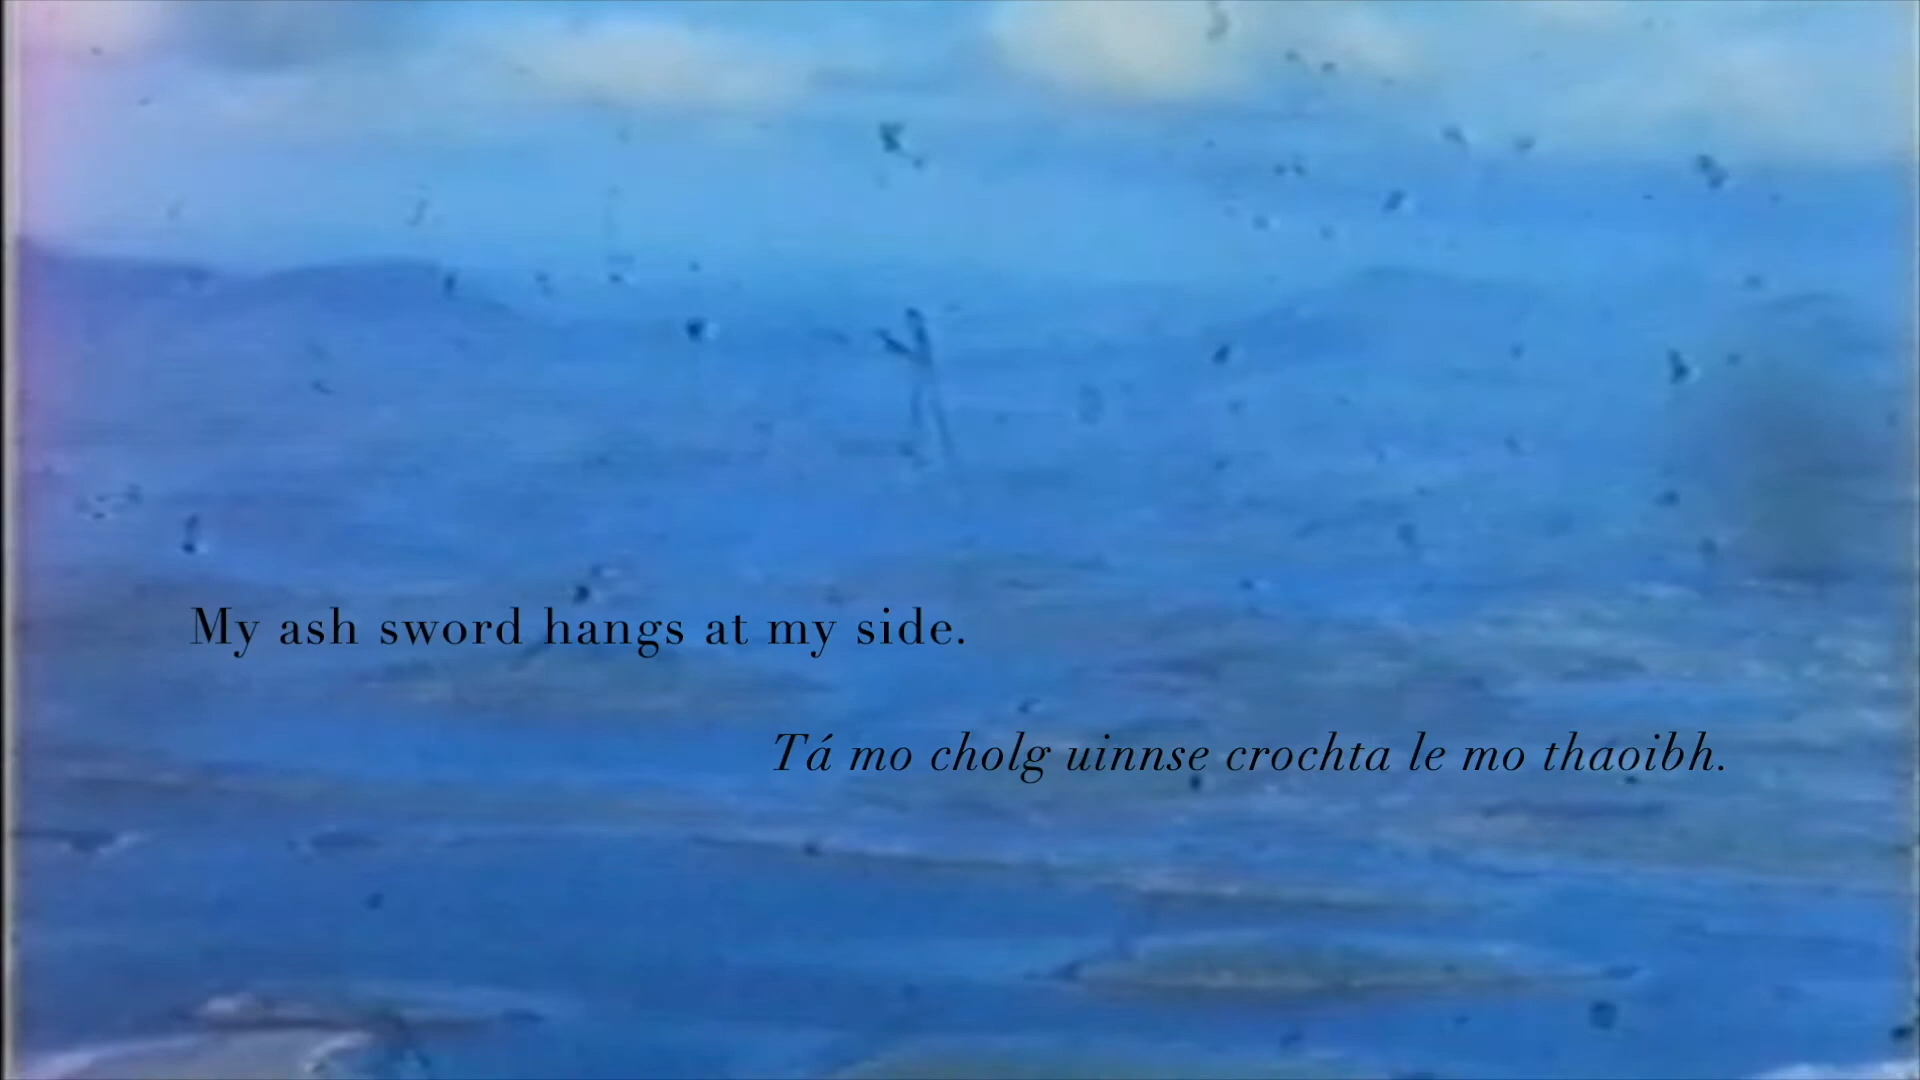 My ash sword hangs at my side.
Tá mo cholg uinnse crochta le mo thaoibh.